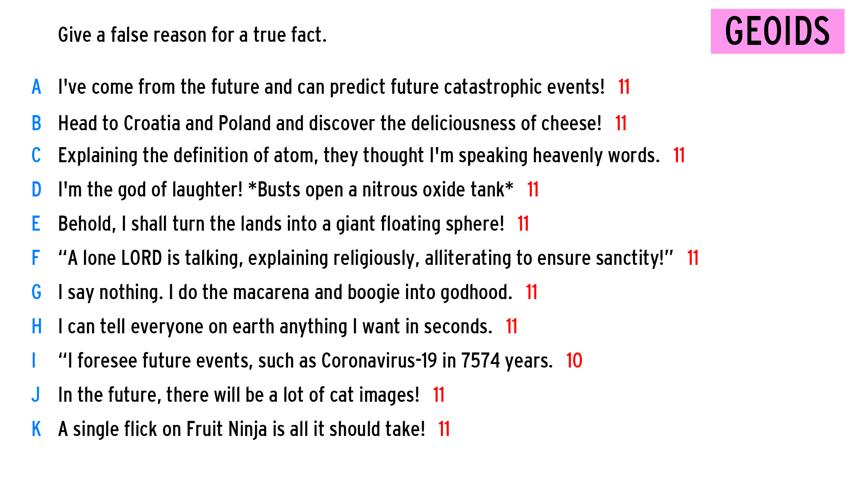 Give a false reason for a true fact.
GEOIDS
A I've come from the future and can predict future catastrophic events! 11
B Head to Croatia and Poland and discover the deliciousness of cheese! 11
C Explaining the definition of atom, they thought I'm speaking heavenly words. 11
D I'm the god of laughter! *Busts open a nitrous oxide tank* 11
E Behold, I shall turn the lands into a giant floating sphere! 11
F “A lone LORD is talking, explaining religiously, alliterating to ensure sanctity!” 11
G I say nothing. I do the macarena and boogie into godhood. 11
H I can tell everyone on earth anything I want in seconds. 11
I “I foresee future events, such as Coronavirus-19 in 7574 years. 10
J In the future, there will be a lot of cat images! 11
K A single flick on Fruit Ninja is all it should take! 11